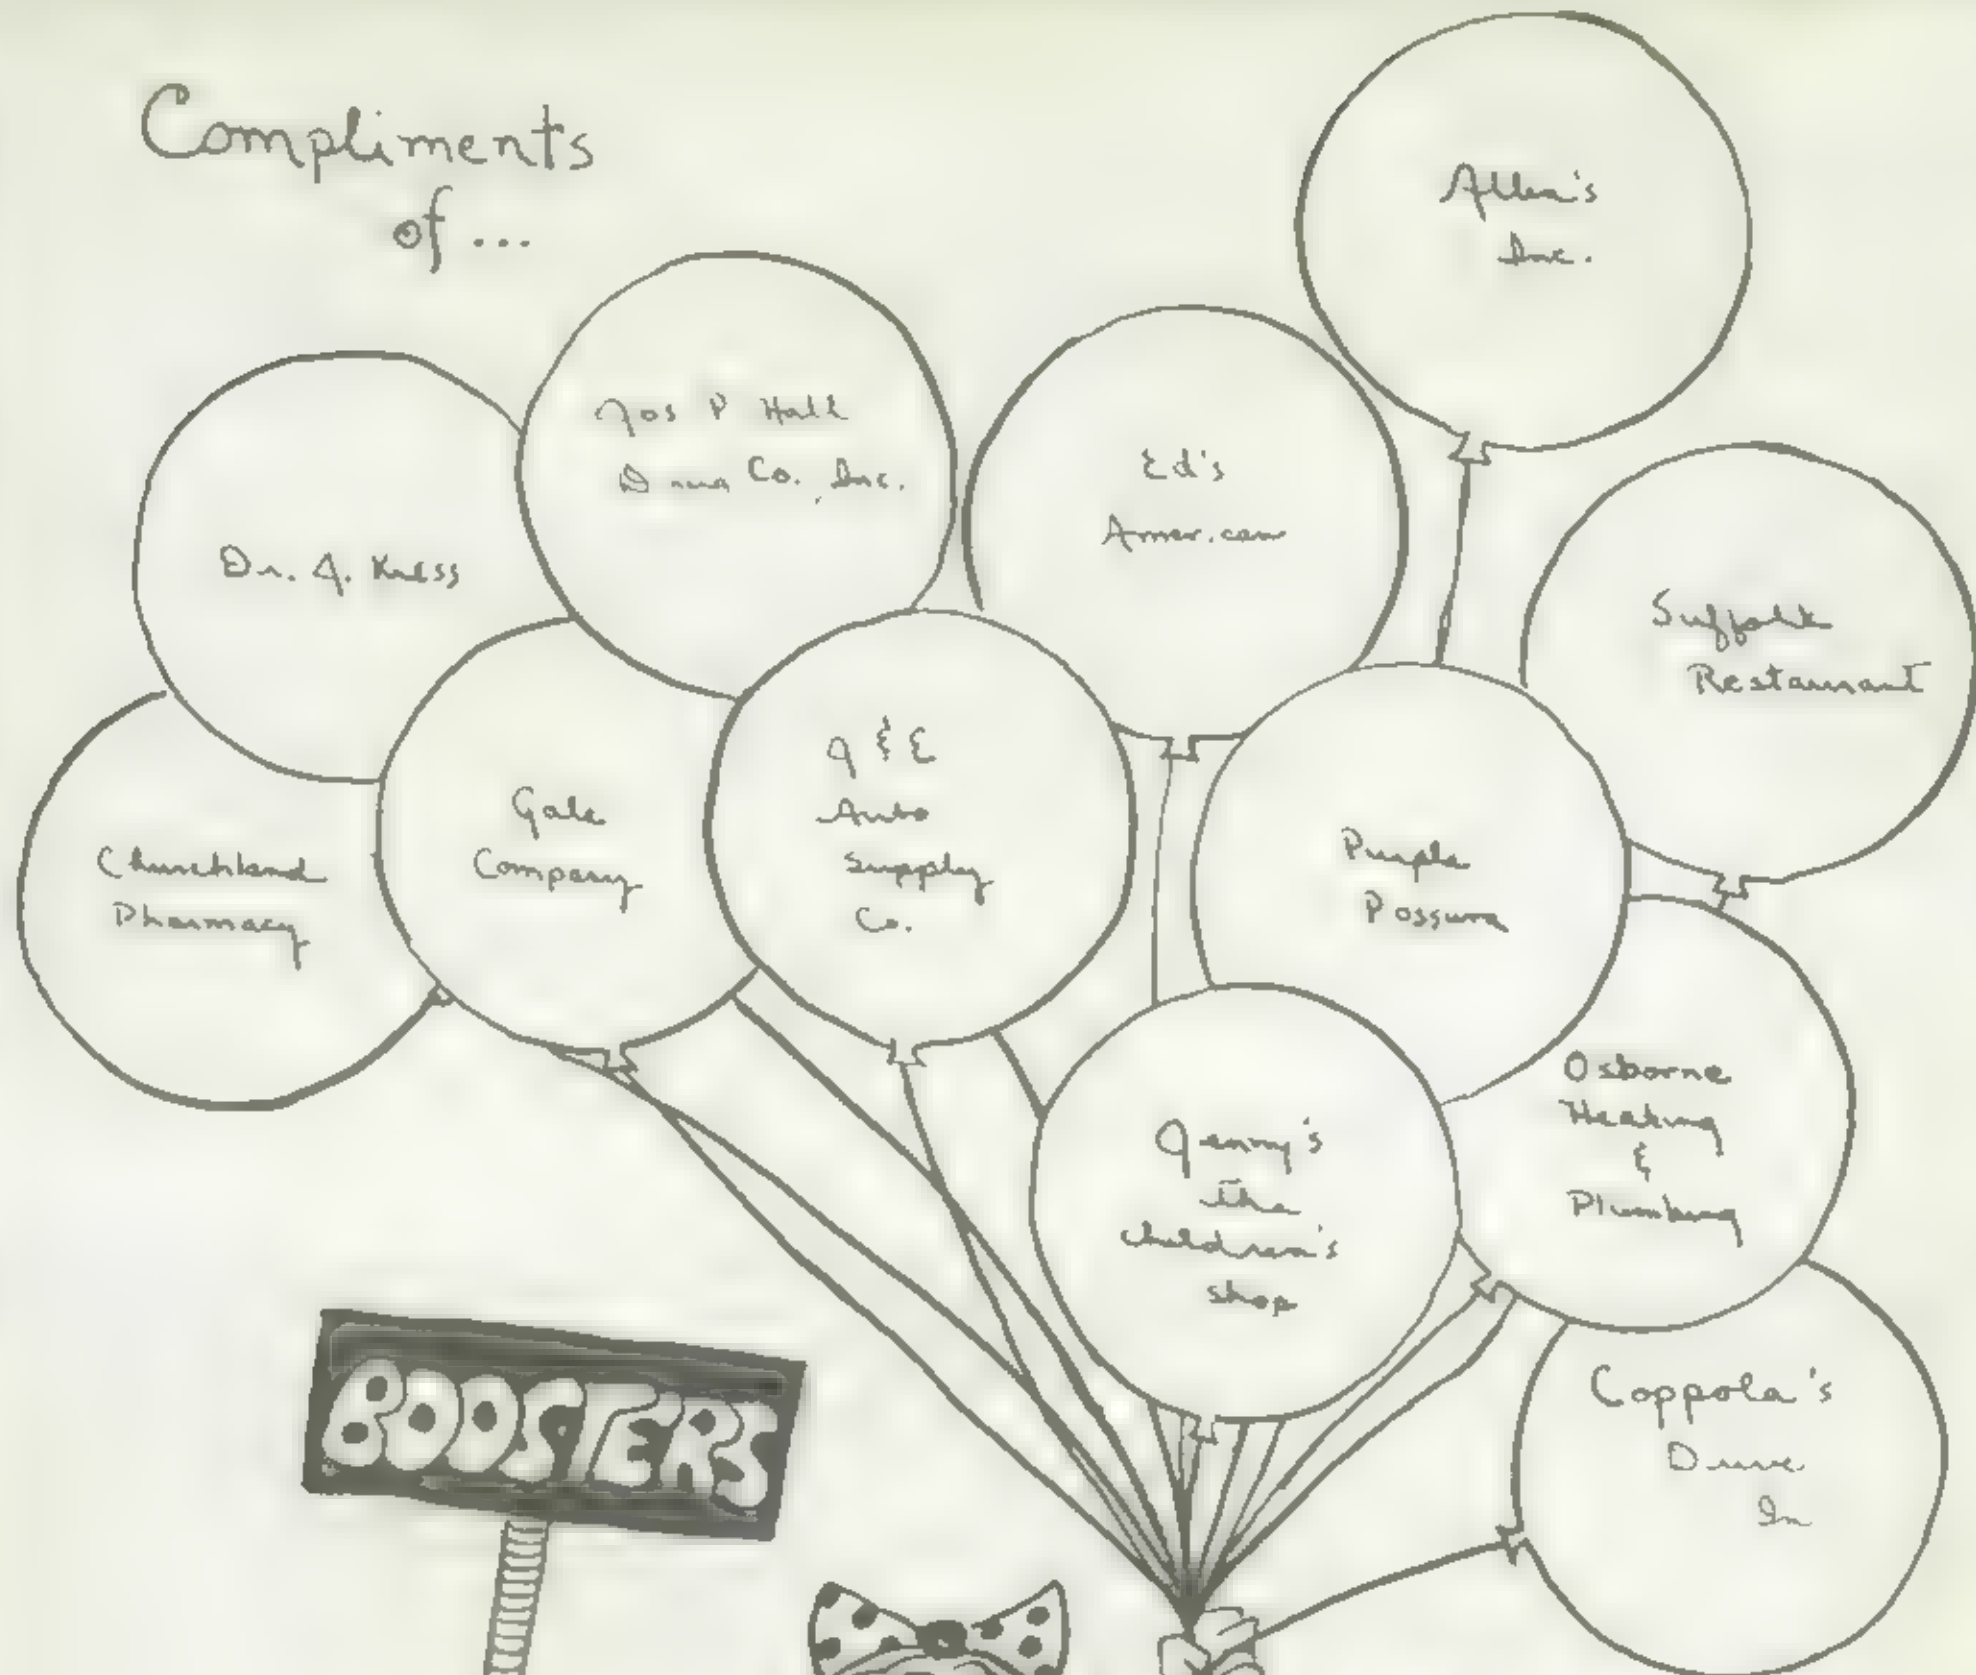 Compliments
of ...
Allen's
Inc.
Jos P Hall
Drug Co., Inc.
Ed's
American
Dr. J. Kress
Suffolk
Restaurant
J & E
Auto
Supply
Co.
Gale
Company
Purple
Possum
Churchland
Pharmacy
Osborne
Heating
&
Plumbing
Jenny's
the
children's
shop
Coppola's
Drive
In
BOOSTERS